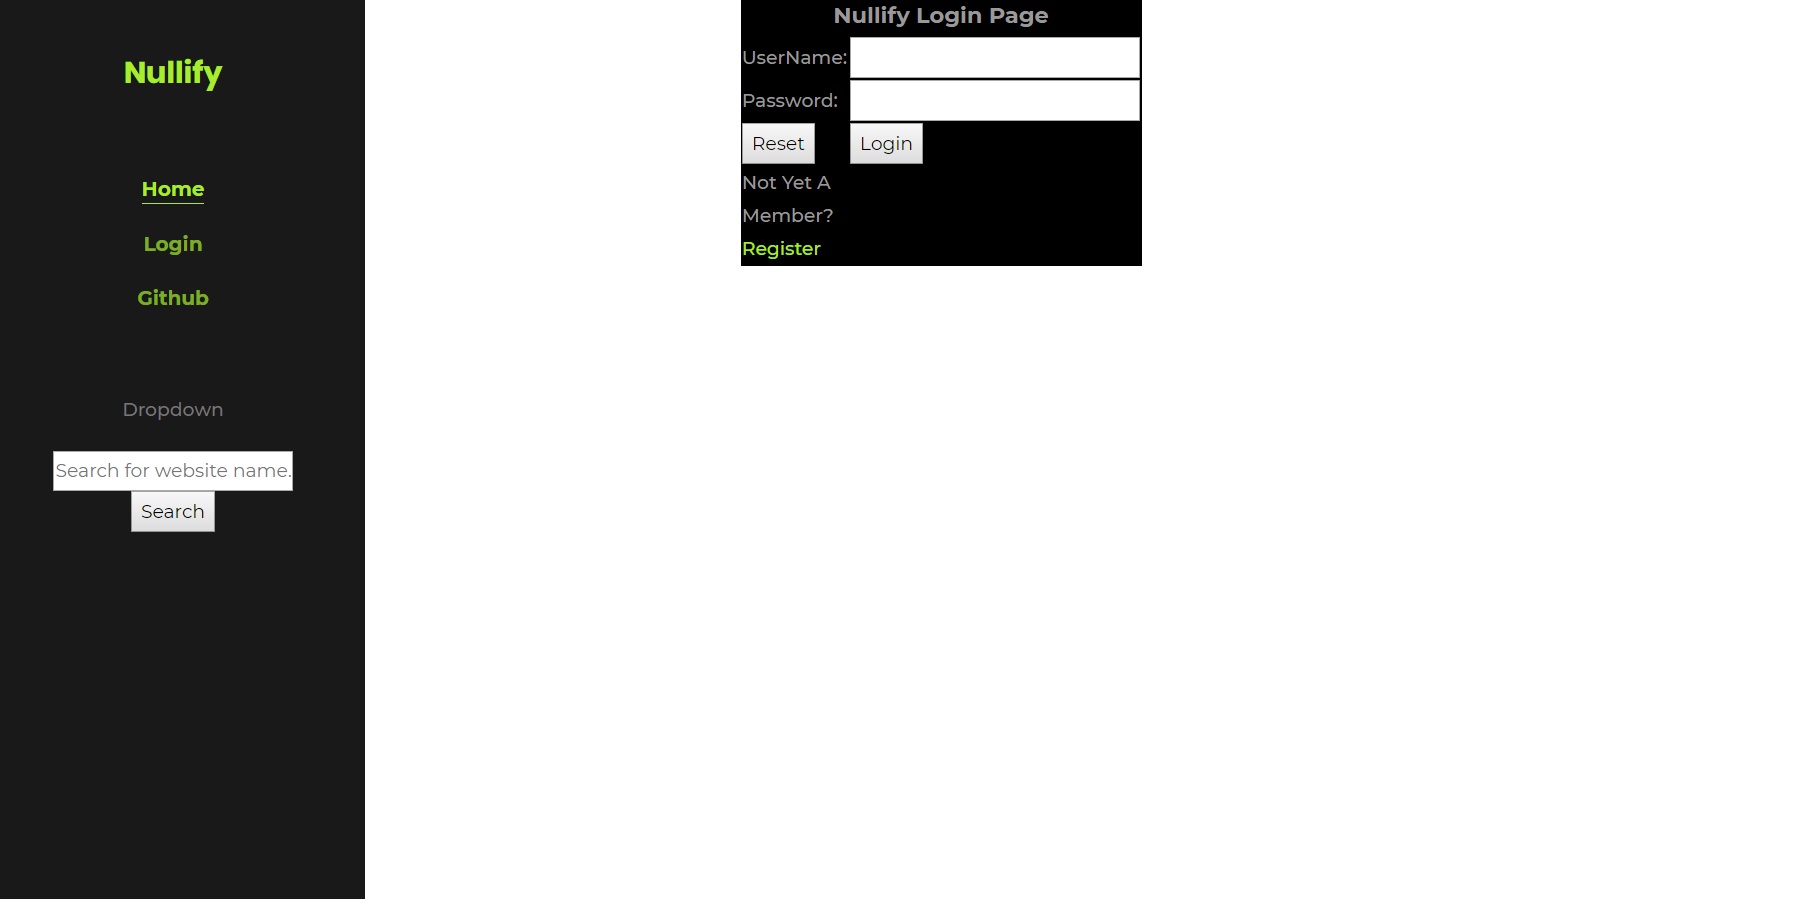 Nullify
Home
Login
Github
Dropdown
Search for website name.
Search
Nullify Login Page
UserName:
Password:
Reset
Login
Not Yet A
Member?
Register